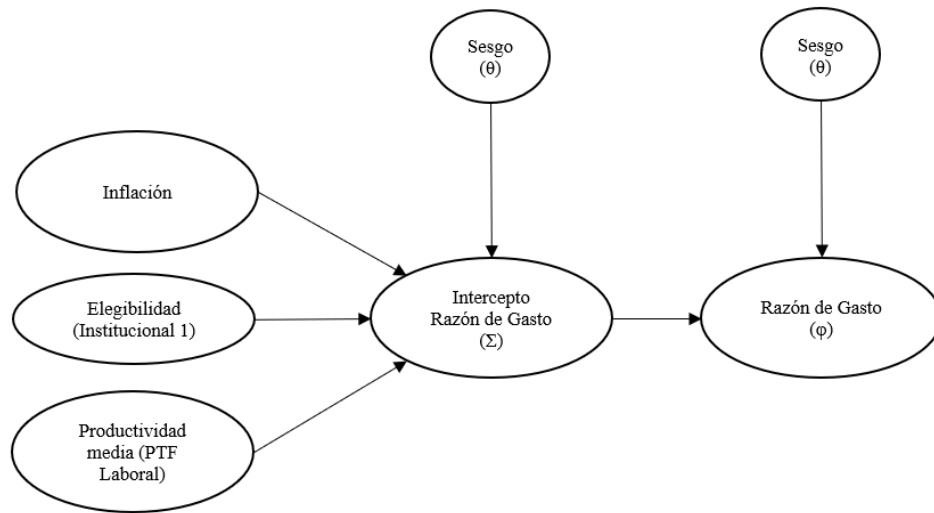 Sesgo
(θ)
Sesgo
(θ)
Inflación
Elegibilidad
(Institucional 1)
Intercepto
Razón de Gasto
(Σ)
Razón de Gasto
(φ)
Productividad
media (PTF
Laboral)